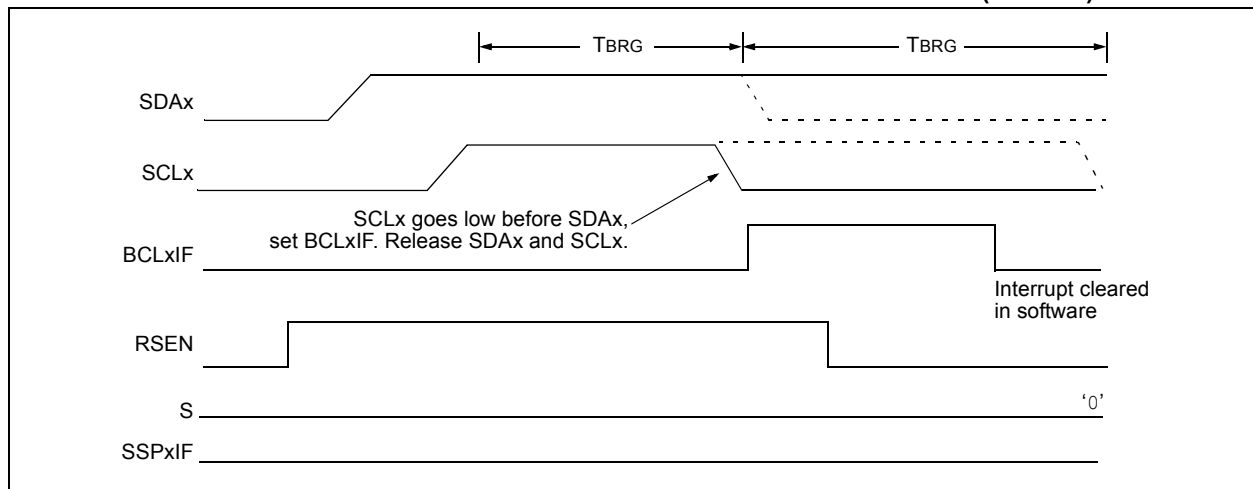 TBRG
TBRG
SDAx
SCLx
SCLx goes low before SDAx,
set BCLxIF. Release SDAx and SCLx.
BCLxIF
Interrupt cleared
in software
RSEN
S
‘0’
SSPxIF